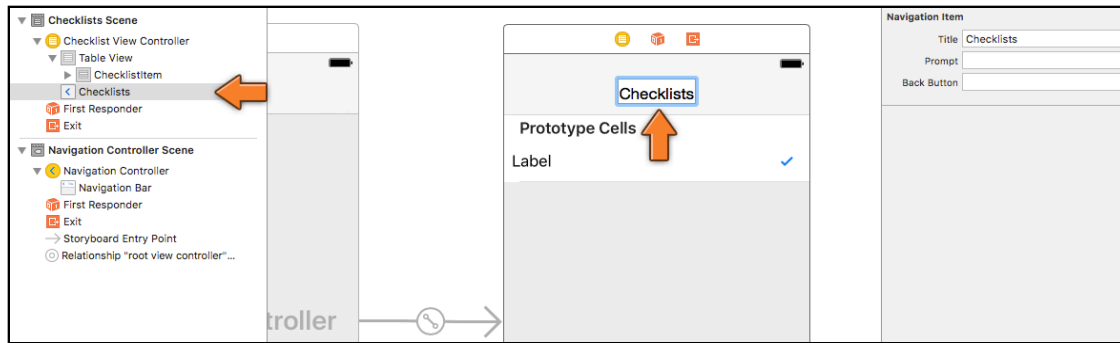 Checklists Scene
Checklist View Controller
Table View
ChecklistItem
Checklists
First Responder
Exit
Navigation Controller Scene
Navigation Controller
Navigation Bar
First Responder
Exit
Storyboard Entry Point
Relationship "root view controller"...
troller
Checklists
Prototype Cells
Label
Navigation Item
Title Checklists
Prompt
Back Button